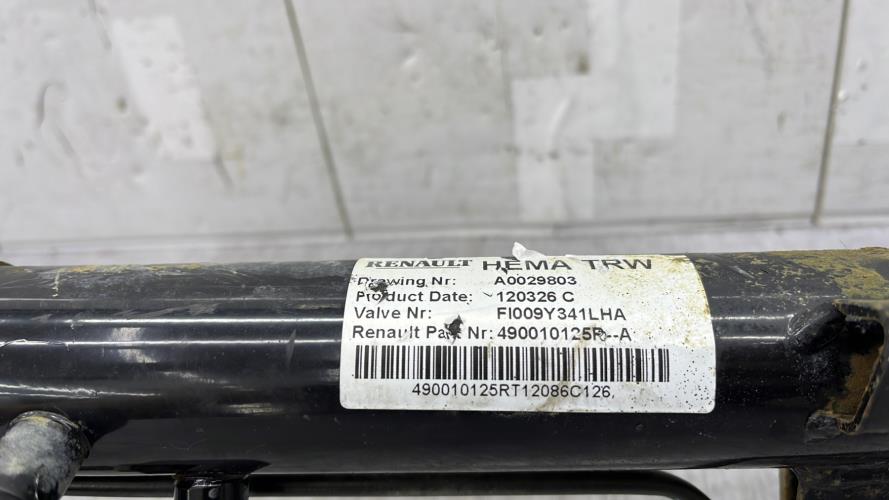 RENAULT HEMA TRW
Drawing Nr: A0029803
Product Date: 120326 C
Valve Nr: FI009Y341LHA
Renault Part Nr: 490010125R--A
490010125RT12086C126